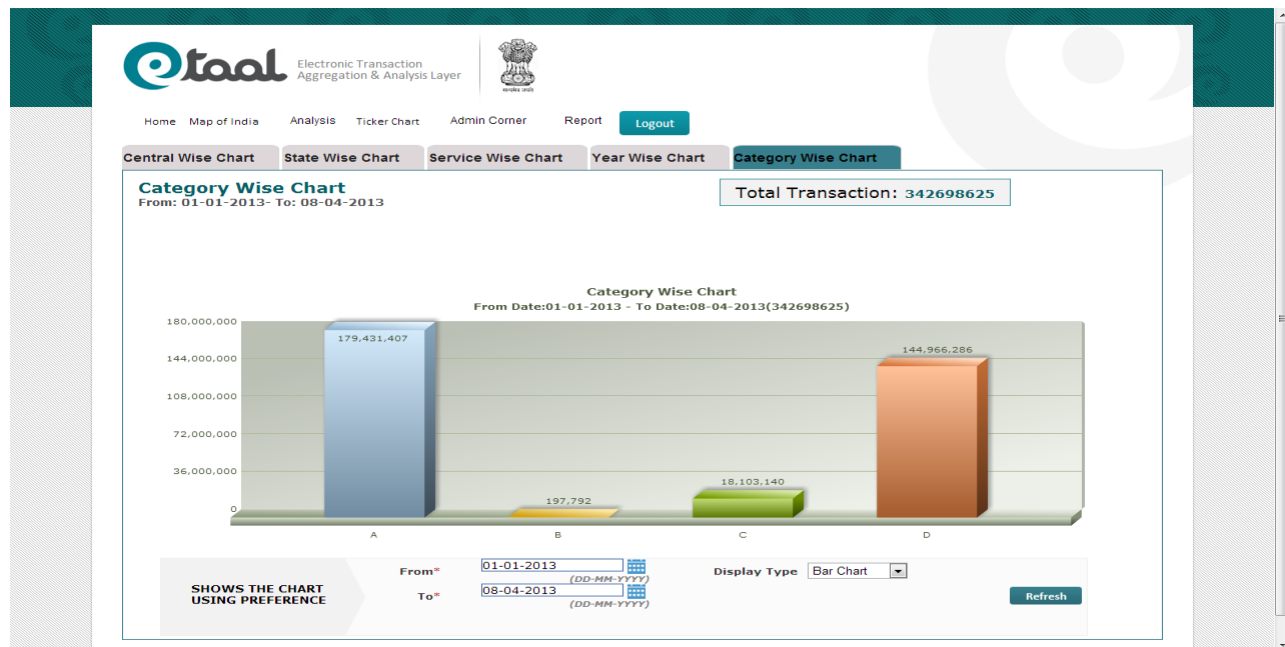 etaal
Electronic Transaction
Aggregation & Analysis Layer
Home Map of India Analysis Ticker Chart Admin Corner Report Logout
Central Wise Chart State Wise Chart Service Wise Chart Year Wise Chart Category Wise Chart
Category Wise Chart
From: 01-01-2013- To: 08-04-2013
Total Transaction: 342698625
Category Wise Chart
From Date:01-01-2013 - To Date:08-04-2013(342698625)
180,000,000
144,000,000
108,000,000
72,000,000
36,000,000
0
179,431,407
197,792
18,103,140
144,966,286
A B C D
SHOWS THE CHART
USING PREFERENCE
From* 01-01-2013
(DD-MM-YYYY)
To* 08-04-2013
(DD-MM-YYYY)
Display Type Bar Chart
Refresh